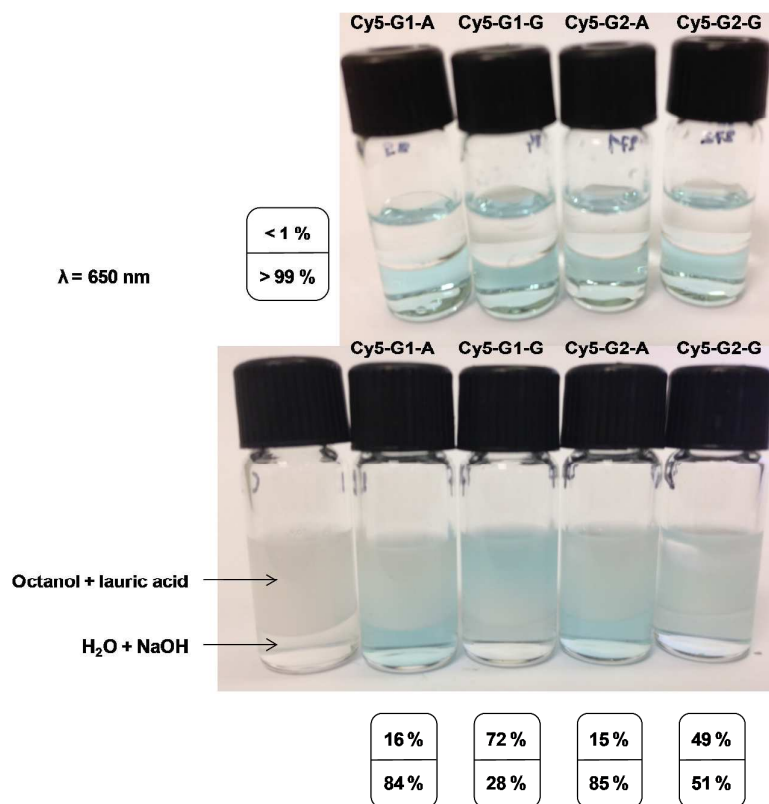 Cy5-G1-A Cy5-G1-G Cy5-G2-A Cy5-G2-G
< 1 %
> 99 %
λ = 650 nm
Cy5-G1-A Cy5-G1-G Cy5-G2-A Cy5-G2-G
Octanol + lauric acid
H₂O + NaOH
16 % 72 % 15 % 49 %
84 % 28 % 85 % 51 %